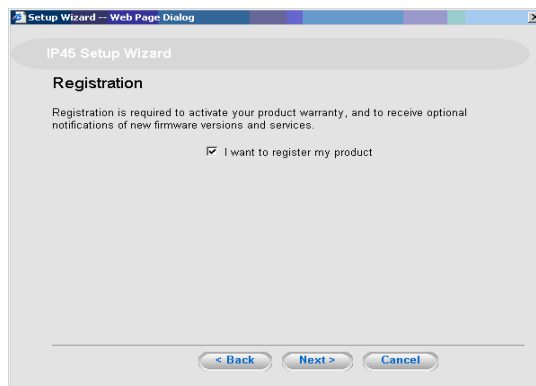 Setup Wizard -- Web Page Dialog
IP45 Setup Wizard
Registration
Registration is required to activate your product warranty, and to receive optional
notifications of new firmware versions and services.
I want to register my product
< Back
Next >
Cancel